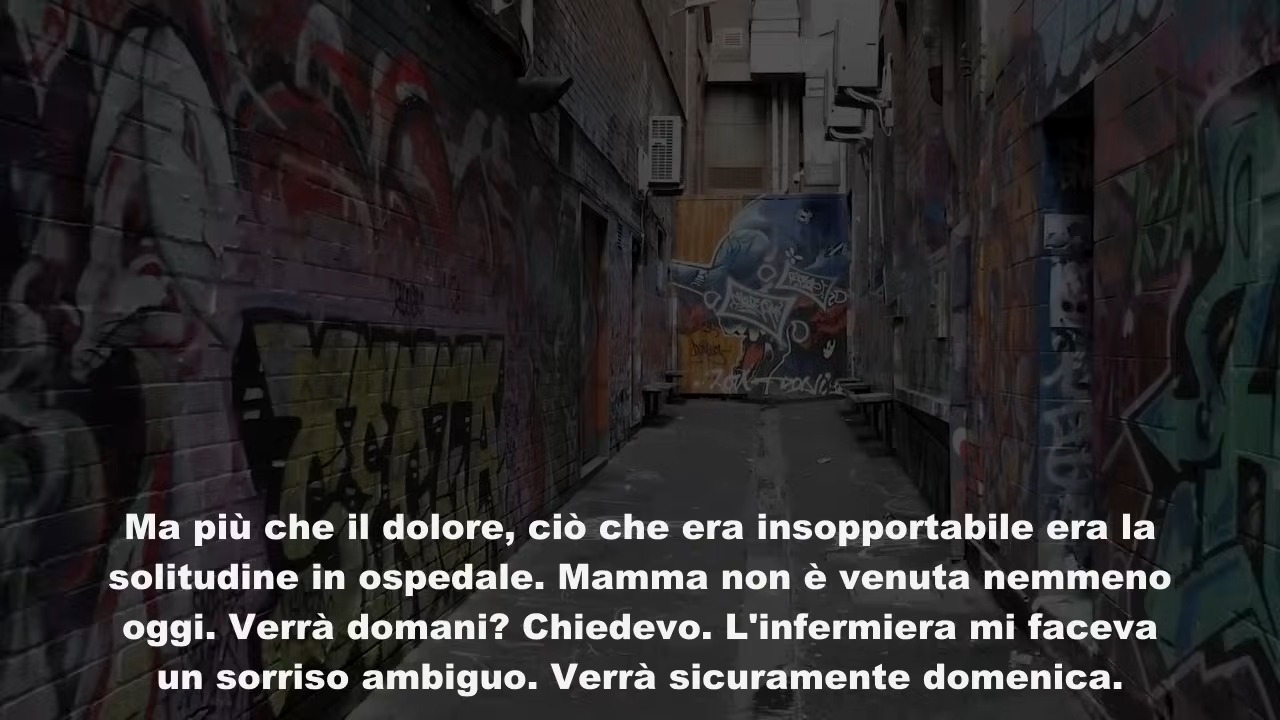 Ma più che il dolore, ciò che era insopportabile era la
solitudine in ospedale. Mamma non è venuta nemmeno
oggi. Verrà domani? Chiedevo. L'infermiera mi faceva
un sorriso ambiguo. Verrà sicuramente domenica.